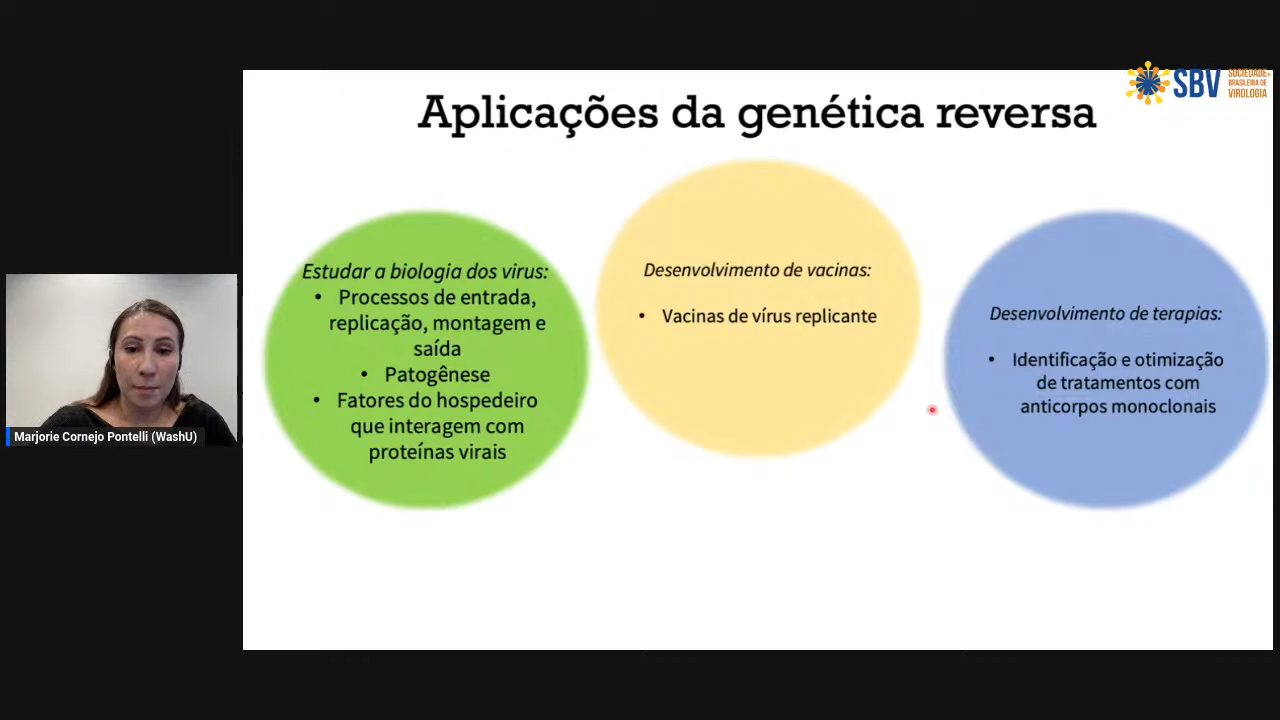 Aplicações da genética reversa
SBV
SOCIEDADE
BRASILEIRA DE
VIROLOGIA
Estudar a biologia dos virus:
• Processos de entrada,
replicação, montagem e
saída
• Patogênese
• Fatores do hospedeiro
que interagem com
proteínas virais
Desenvolvimento de vacinas:
• Vacinas de vírus replicante
Desenvolvimento de terapias:
• Identificação e otimização
de tratamentos com
anticorpos monoclonais
Marjorie Cornejo Pontelli (WashU)